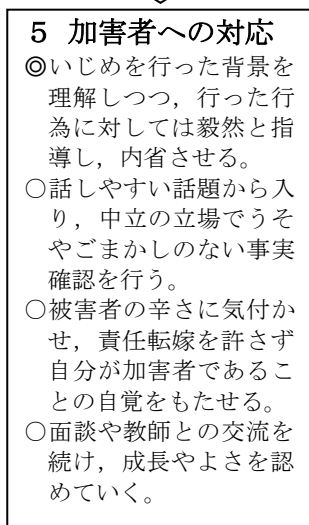 5 加害者への対応
◎いじめを行った背景を
理解しつつ，行った行
為に対しては毅然と指
導し，内省させる。
○話しやすい話題から入
り，中立の立場でうそ
やごまかしのない事実
確認を行う。
○被害者の辛さに気付か
せ，責任転嫁を許さず
自分が加害者であるこ
との自覚をもたせる。
○面談や教師との交流を
続け，成長やよさを認
めていく。